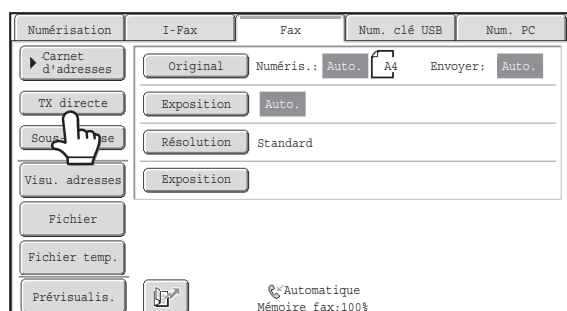 Numérisation I-Fax Fax Num. clé USB Num. PC
Carnet
d'adresses
Original Numéris.: Auto. A4 Envoyer: Auto.
TX directe
Exposition Auto.
Résolution Standard
Visu. adresses
Exposition
Fichier
Fichier temp.
Prévisualis.
Automatique
Mémoire fax:100%